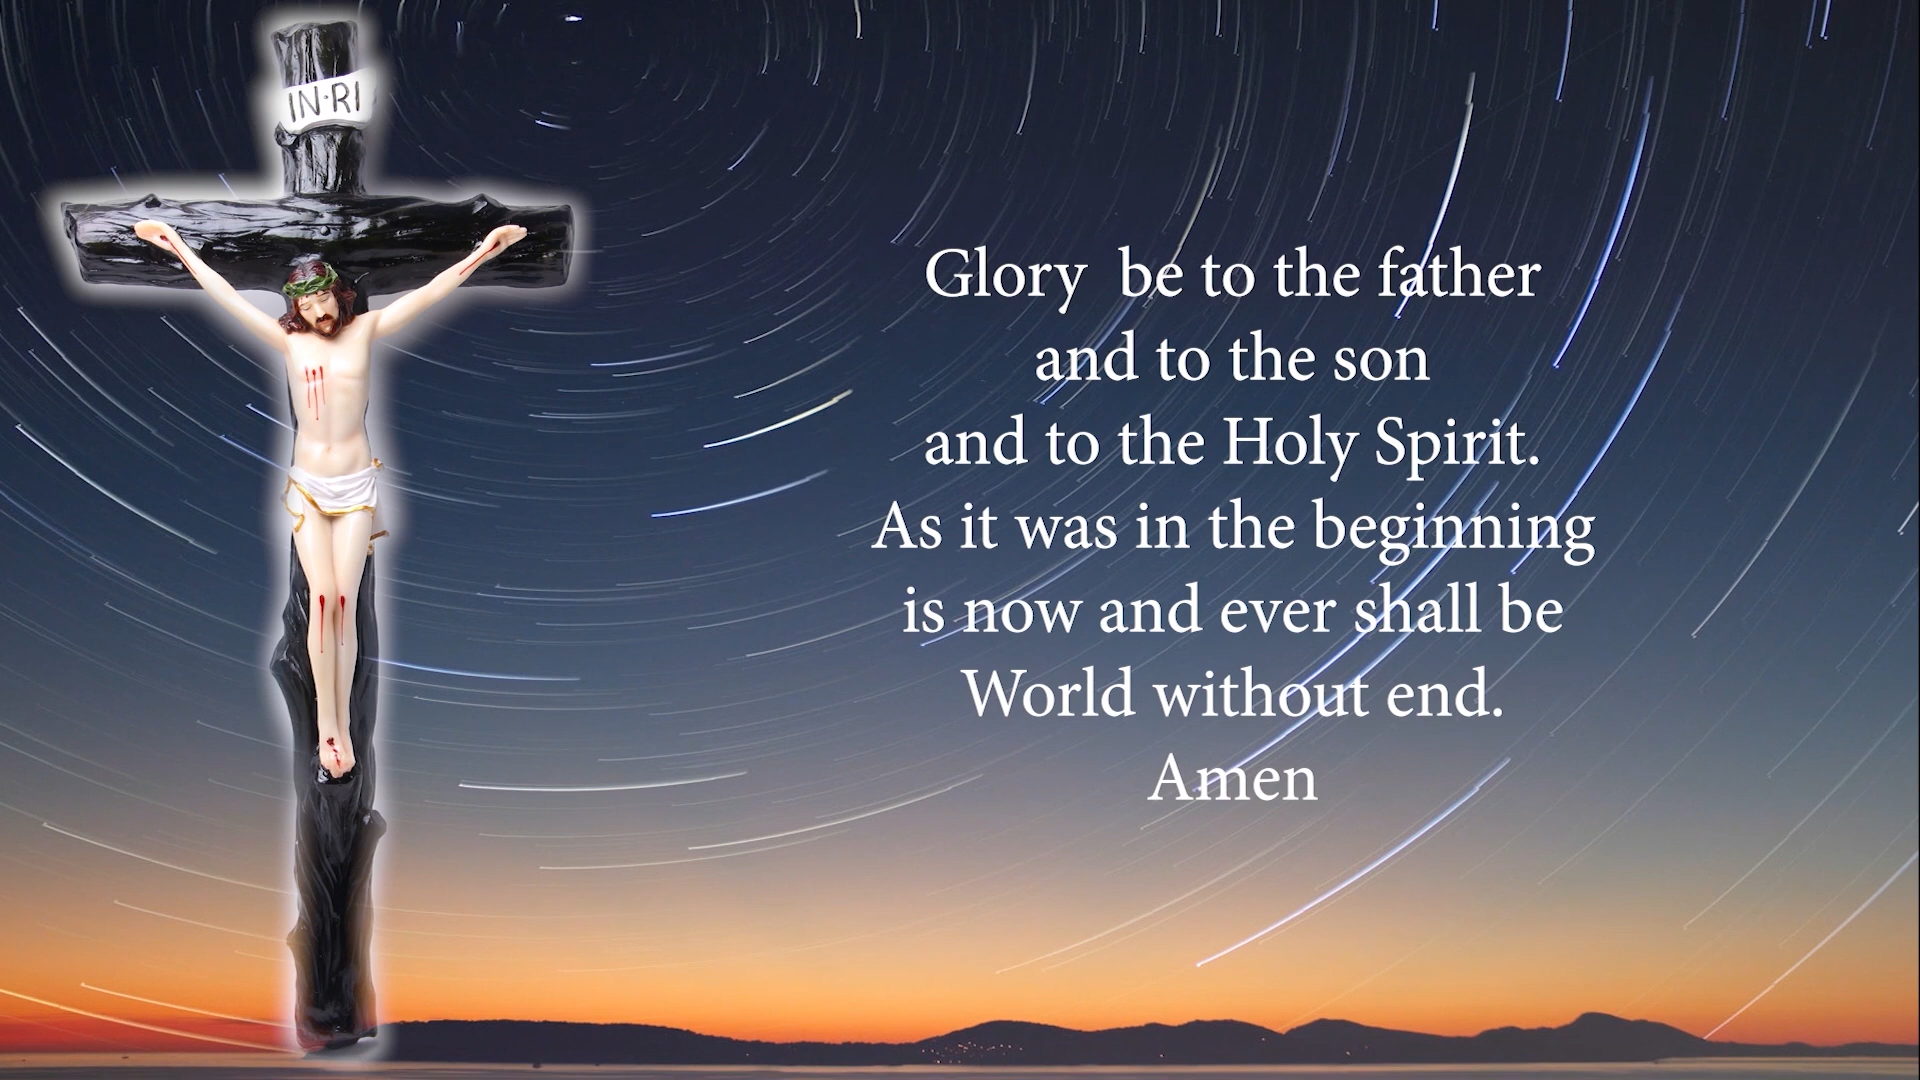 IN·RI
Glory be to the father
and to the son
and to the Holy Spirit.
As it was in the beginning
is now and ever shall be
World without end.
Amen